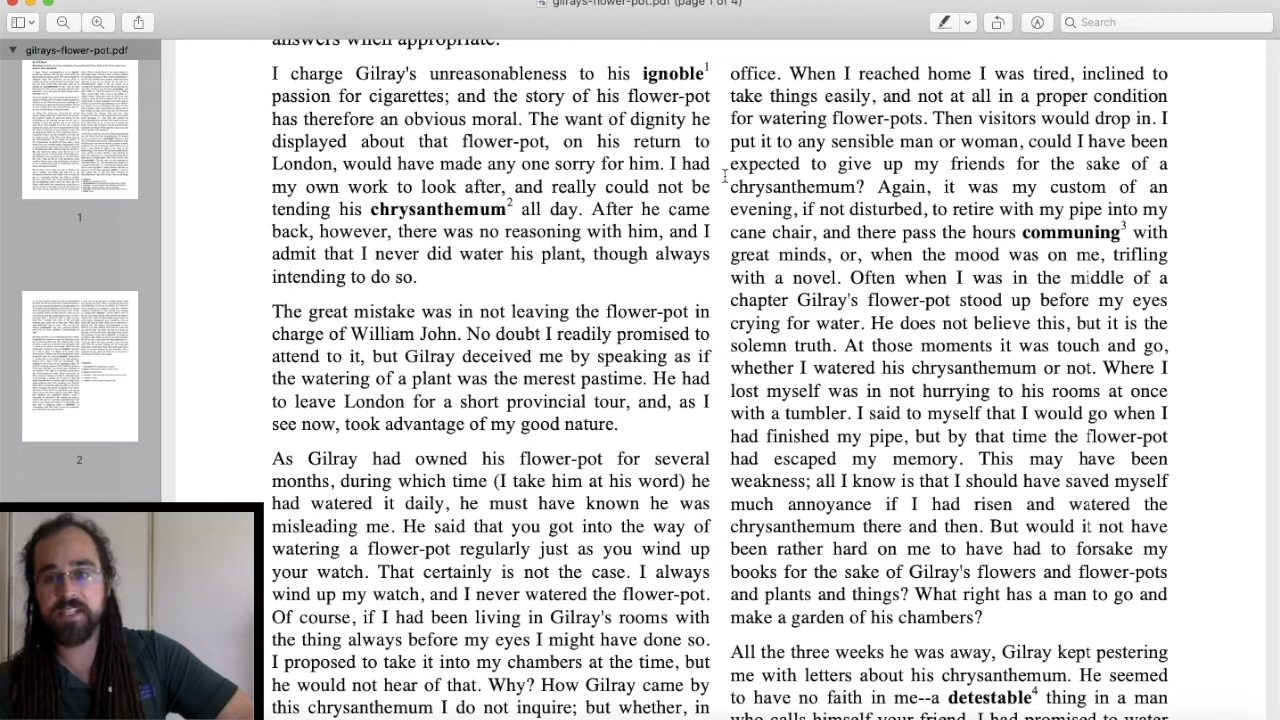 gilrays-flower-pot.pdf (page 1 of 4)
Search
gilrays-flower-pot.pdf
1
2
answers when appropriate.
I charge Gilray's unreasonableness to his ignoble1
passion for cigarettes; and the story of his flower-pot
has therefore an obvious moral. The want of dignity he
displayed about that flower-pot, on his return to
London, would have made any one sorry for him. I had
my own work to look after, and really could not be
tending his chrysanthemum2 all day. After he came
back, however, there was no reasoning with him, and I
admit that I never did water his plant, though always
intending to do so.
The great mistake was in not leaving the flower-pot in
charge of William John. No doubt I readily promised to
attend to it, but Gilray deceived me by speaking as if
the watering of a plant was the merest pastime. He had
to leave London for a short provincial tour, and, as I
see now, took advantage of my good nature.
As Gilray had owned his flower-pot for several
months, during which time (I take him at his word) he
had watered it daily, he must have known he was
misleading me. He said that you got into the way of
watering a flower-pot regularly just as you wind up
your watch. That certainly is not the case. I always
wind up my watch, and I never watered the flower-pot.
Of course, if I had been living in Gilray's rooms with
the thing always before my eyes I might have done so.
I proposed to take it into my chambers at the time, but
he would not hear of that. Why? How Gilray came by
this chrysanthemum I do not inquire; but whether, in
office. When I reached home I was tired, inclined to
take things easily, and not at all in a proper condition
for watering flower-pots. Then visitors would drop in. I
put it to any sensible man or woman, could I have been
expected to give up my friends for the sake of a
chrysanthemum? Again, it was my custom of an
evening, if not disturbed, to retire with my pipe into my
cane chair, and there pass the hours communing3 with
great minds, or, when the mood was on me, trifling
with a novel. Often when I was in the middle of a
chapter Gilray's flower-pot stood up before my eyes
crying for water. He does not believe this, but it is the
solemn truth. At those moments it was touch and go,
whether I watered his chrysanthemum or not. Where I
lost myself was in not hurrying to his rooms at once
with a tumbler. I said to myself that I would go when I
had finished my pipe, but by that time the flower-pot
had escaped my memory. This may have been
weakness; all I know is that I should have saved myself
much annoyance if I had risen and watered the
chrysanthemum there and then. But would it not have
been rather hard on me to have had to forsake my
books for the sake of Gilray's flowers and flower-pots
and plants and things? What right has a man to go and
make a garden of his chambers?
All the three weeks he was away, Gilray kept pestering
me with letters about his chrysanthemum. He seemed
to have no faith in me--a detestable4 thing in a man
who calls himself your friend. I had promised to water